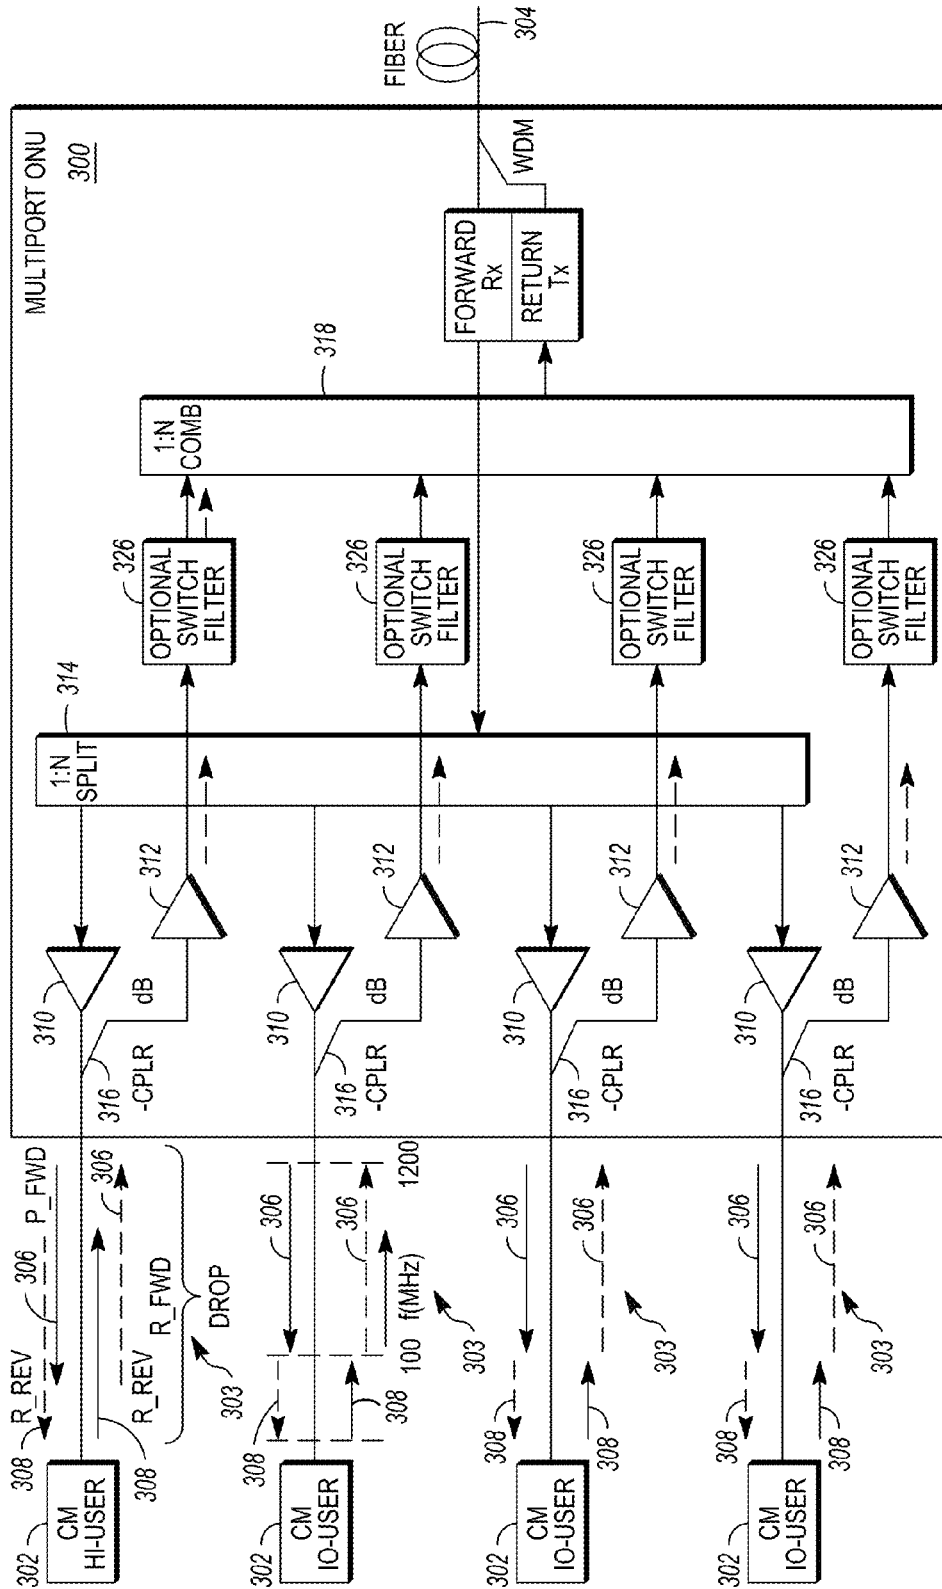 MULTIPORT ONU
300
FIBER
304
WDM
FORWARD
Rx
RETURN
Tx
318
1:N
COMB
326
OPTIONAL
SWITCH
FILTER
326
OPTIONAL
SWITCH
FILTER
326
OPTIONAL
SWITCH
FILTER
326
OPTIONAL
SWITCH
FILTER
314
1:N
SPLIT
312
312
312
312
310
dB
316
-CPLR
310
dB
316
-CPLR
310
dB
316
-CPLR
310
dB
316
-CPLR
R_REV
P_FWD
306
308
306
R_REV
R_FWD
308
DROP
303
302
CM
HI-USER
306
306
308
308
100
f(MHz)
1200
303
302
CM
IO-USER
306
308
306
308
303
302
CM
IO-USER
306
308
306
308
303
302
CM
IO-USER